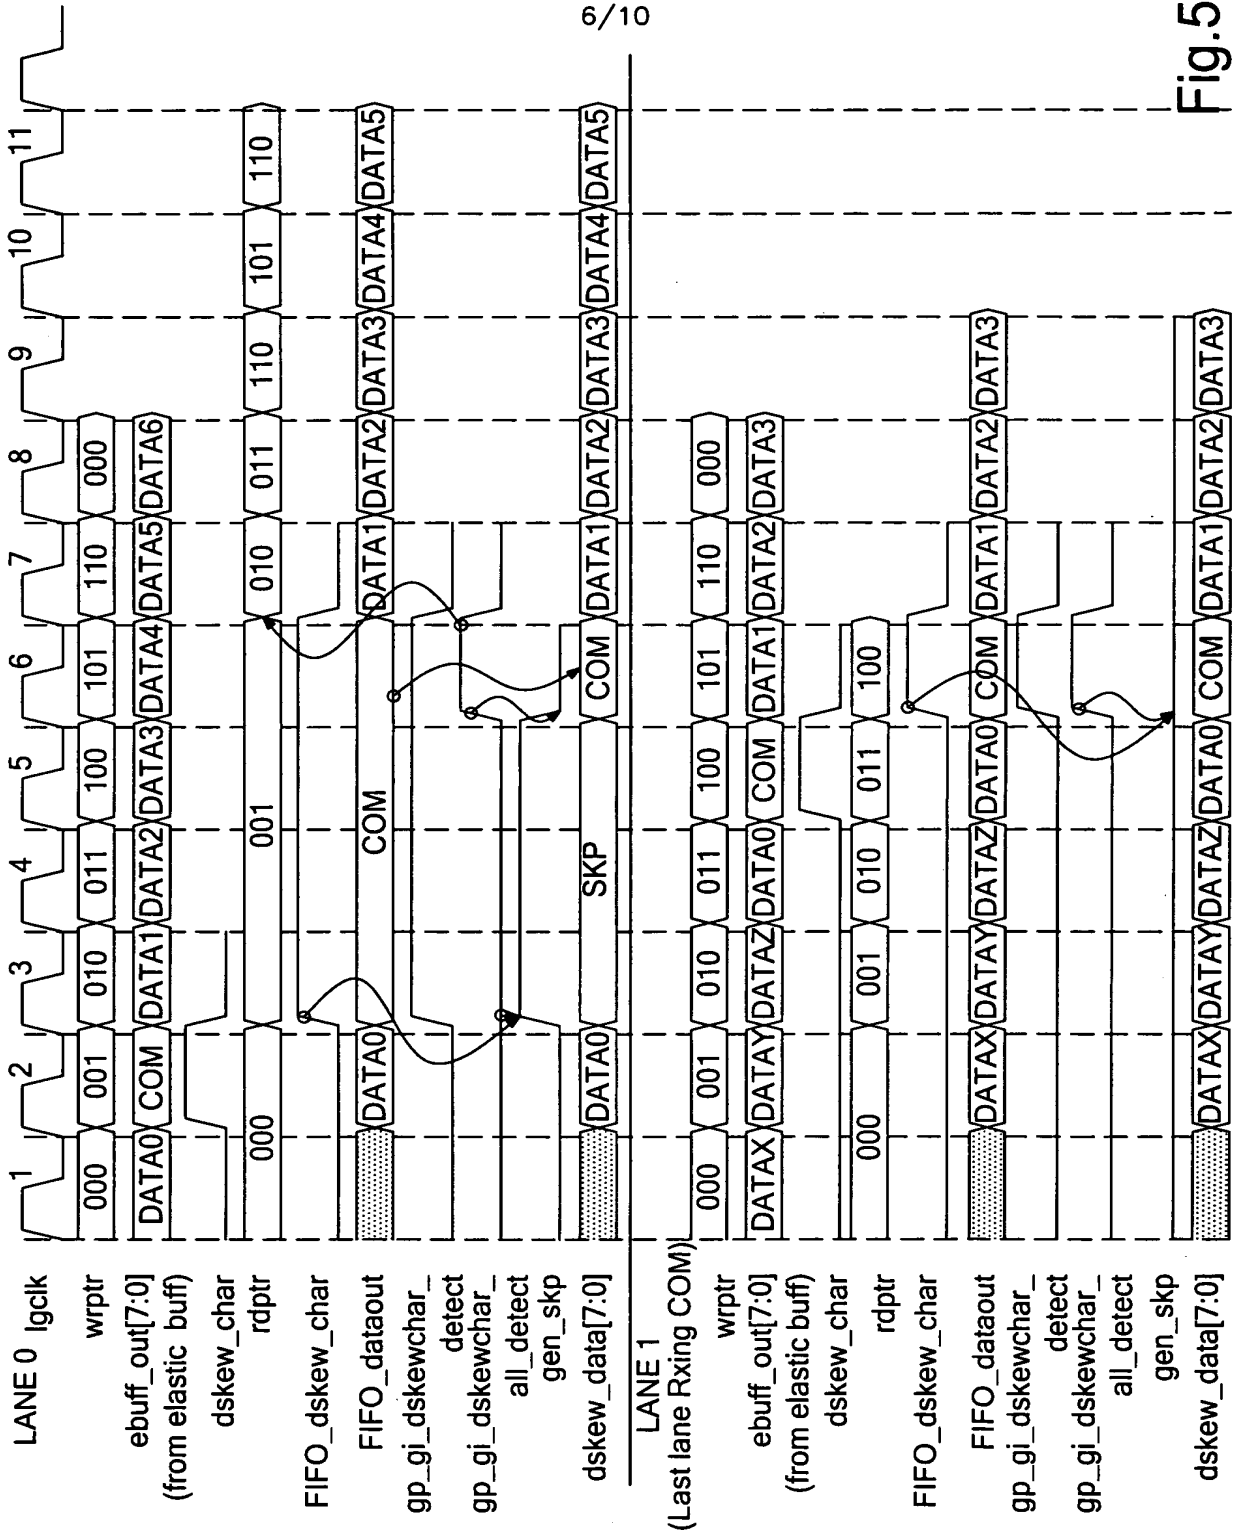 6/10
LANE 0 lgclk 1 2 3 4 5 6 7 8 9 10 11
wrptr 000 001 010 011 100 101 110 000
ebuff_out[7:0] DATA0 COM DATA1 DATA2 DATA3 DATA4 DATA5 DATA6
(from elastic buff)
dskew_char
rdptr 000 001 010 011 110 101 110
FIFO_dskew_char
FIFO_dataout DATA0 COM DATA1 DATA2 DATA3 DATA4 DATA5
gp_gi_dskewchar_
detect
gp_gi_dskewchar_
all_detect
gen_skp
dskew_data[7:0] DATA0 SKP COM DATA1 DATA2 DATA3 DATA4 DATA5
LANE 1
(Last lane Rxing COM)
wrptr 000 001 010 011 100 101 110 000
ebuff_out[7:0] DATAX DATAY DATAZ DATA0 COM DATA1 DATA2 DATA3
(from elastic buff)
dskew_char
rdptr 000 001 010 011 100
FIFO_dskew_char
FIFO_dataout DATAX DATAY DATAZ DATA0 COM DATA1 DATA2 DATA3
gp_gi_dskewchar_
detect
gp_gi_dskewchar_
all_detect
gen_skp
dskew_data[7:0] DATAX DATAY DATAZ DATA0 COM DATA1 DATA2 DATA3
Fig.5